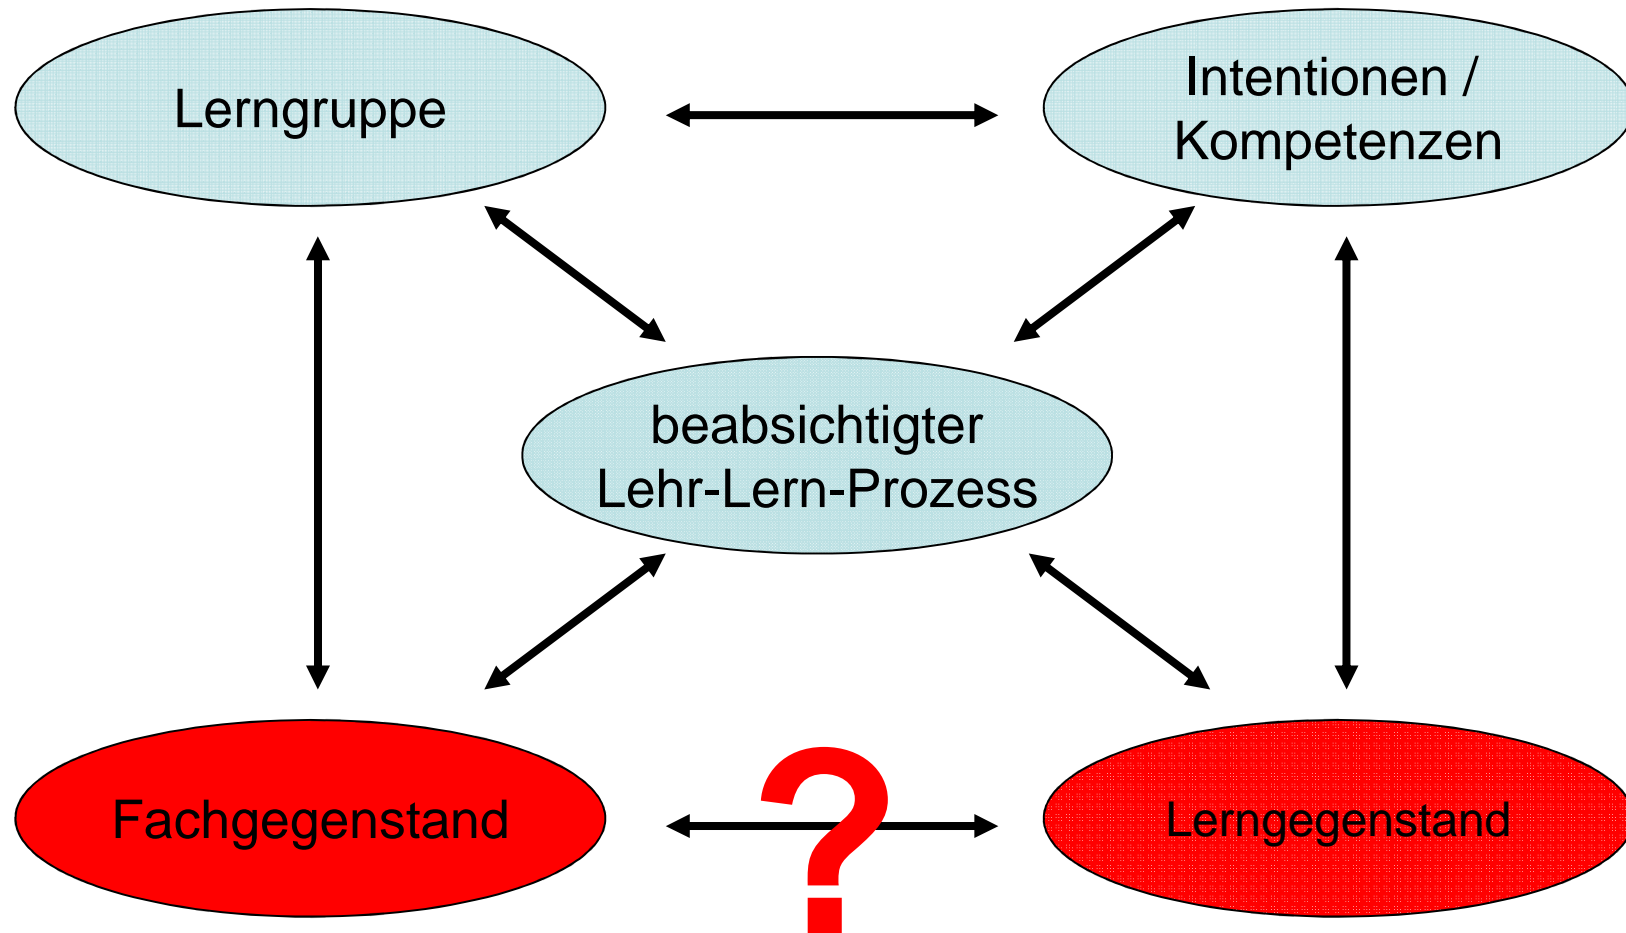 Lerngruppe
Intentionen /
Kompetenzen
beabsichtigter
Lehr-Lern-Prozess
Fachgegenstand
?
Lerngegenstand